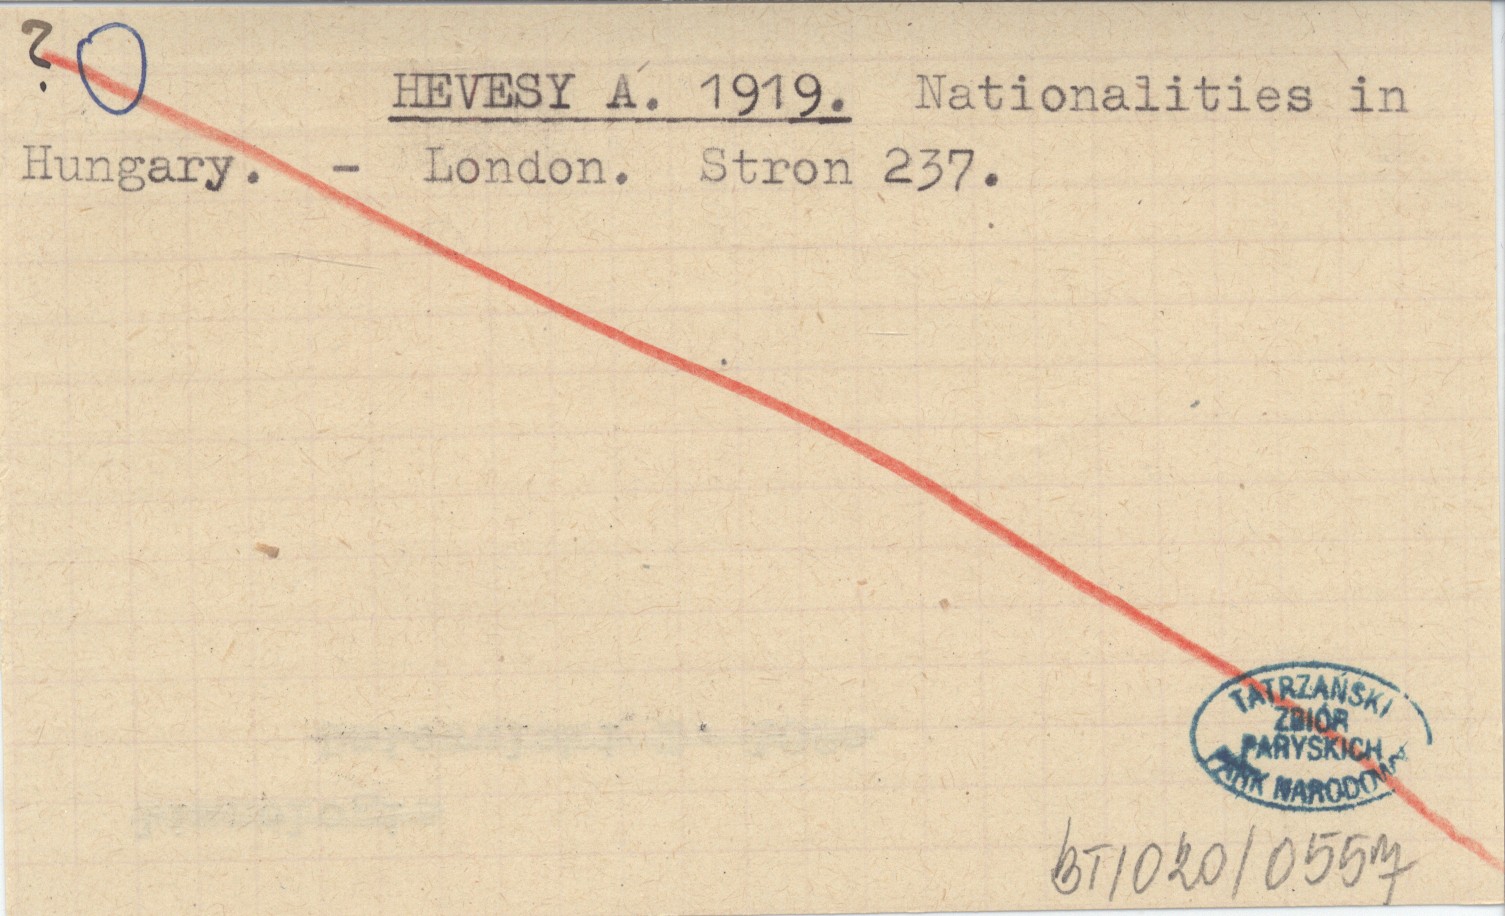 ?
HEVESY A. 1919. Nationalities in
Hungary. - London. Stron 237.
TATRZAŃSKI
ZBIÓR
PARYSKICH
PARK NARODOWY
BT/020/0557